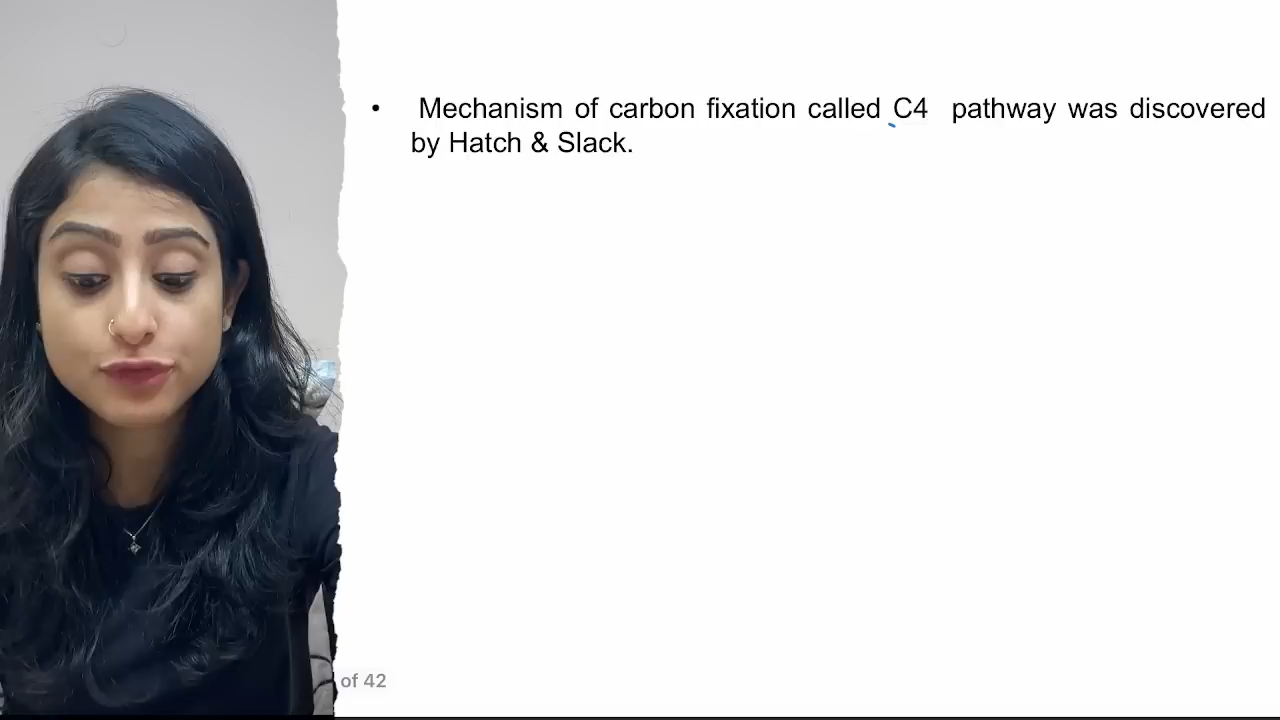 • Mechanism of carbon fixation called C4 pathway was discovered
by Hatch & Slack.
of 42